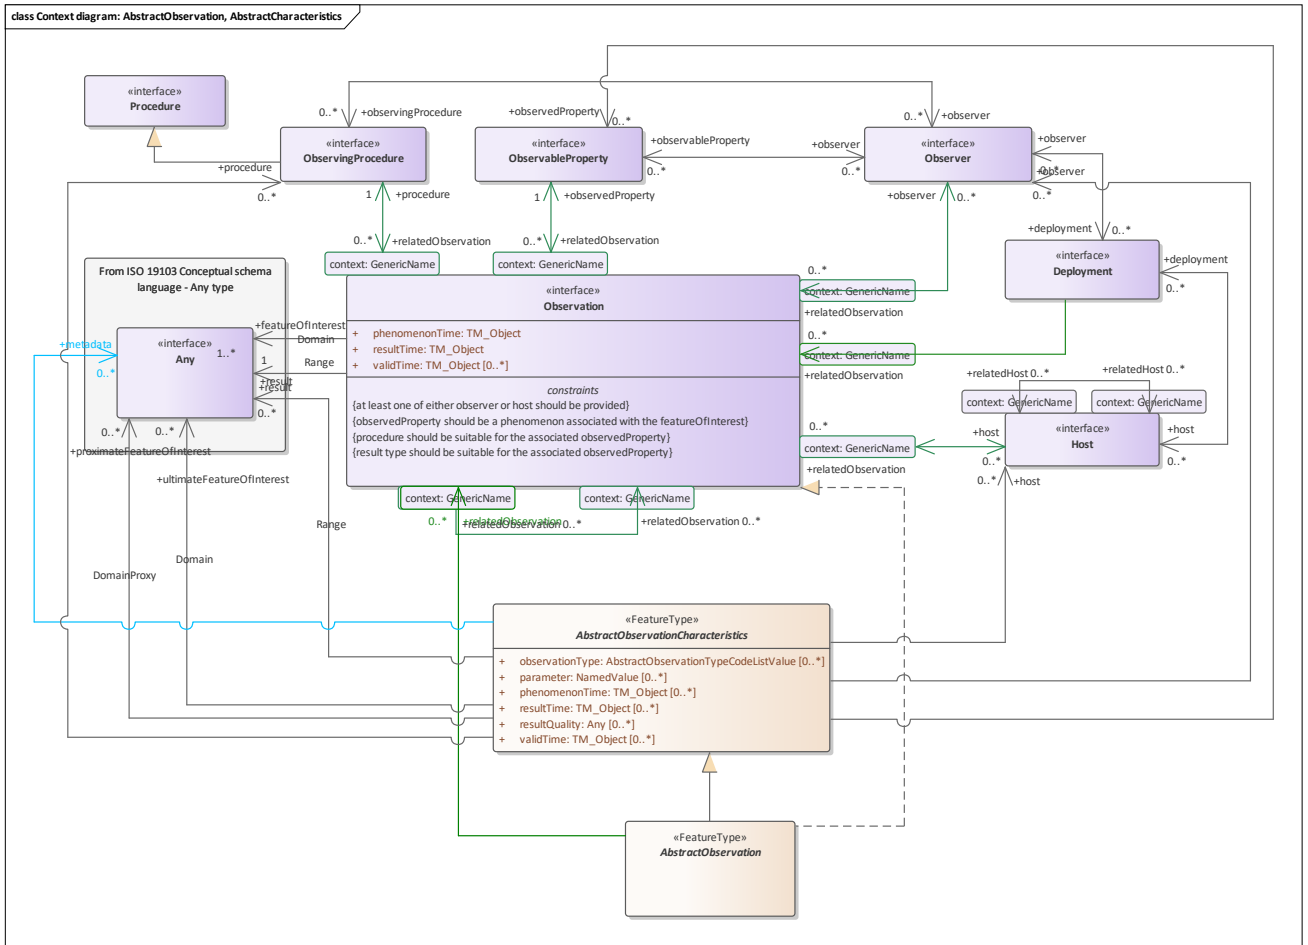 class Context diagram: AbstractObservation, AbstractCharacteristics
«interface»
Procedure
0..*
+observingProcedure
+observedProperty
0..*
0..*
+observer
«interface»
ObservingProcedure
«interface»
ObservableProperty
«interface»
Observer
+observableProperty
0..*
+observer
0..*
+observer
0..*
+observer
0..*
+procedure
0..*
1
+procedure
1
+observedProperty
+observer
0..*
0..*
+relatedObservation
0..*
+relatedObservation
+deployment
0..*
context: GenericName
context: GenericName
«interface»
Deployment
+deployment
0..*
From ISO 19103 Conceptual schema
language - Any type
«interface»
Observation
+ phenomenonTime: TM_Object
+ resultTime: TM_Object
+ validTime: TM_Object [0..*]
constraints
{at least one of either observer or host should be provided}
{observedProperty should be a phenomenon associated with the featureOfInterest}
{procedure should be suitable for the associated observedProperty}
{result type should be suitable for the associated observedProperty}
0..*
context: GenericName
+relatedObservation
0..*
context: GenericName
+relatedObservation
+featureOfInterest
Domain
1..*
Range
1
+result
+result
0..*
+metadata
0..*
«interface»
Any
+relatedHost 0..*
+relatedHost 0..*
context: GenericName
context: GenericName
«interface»
Host
+host
0..*
0..*
context: GenericName
+relatedObservation
+host
0..*
0..*
+host
0..*
+proximateFeatureOfInterest
0..*
+ultimateFeatureOfInterest
context: GenericName
context: GenericName
0..*
+relatedObservation
+relatedObservation 0..*
+relatedObservation 0..*
Range
Domain
DomainProxy
«FeatureType»
AbstractObservationCharacteristics
+ observationType: AbstractObservationTypeCodeListValue [0..*]
+ parameter: NamedValue [0..*]
+ phenomenonTime: TM_Object [0..*]
+ resultTime: TM_Object [0..*]
+ resultQuality: Any [0..*]
+ validTime: TM_Object [0..*]
«FeatureType»
AbstractObservation